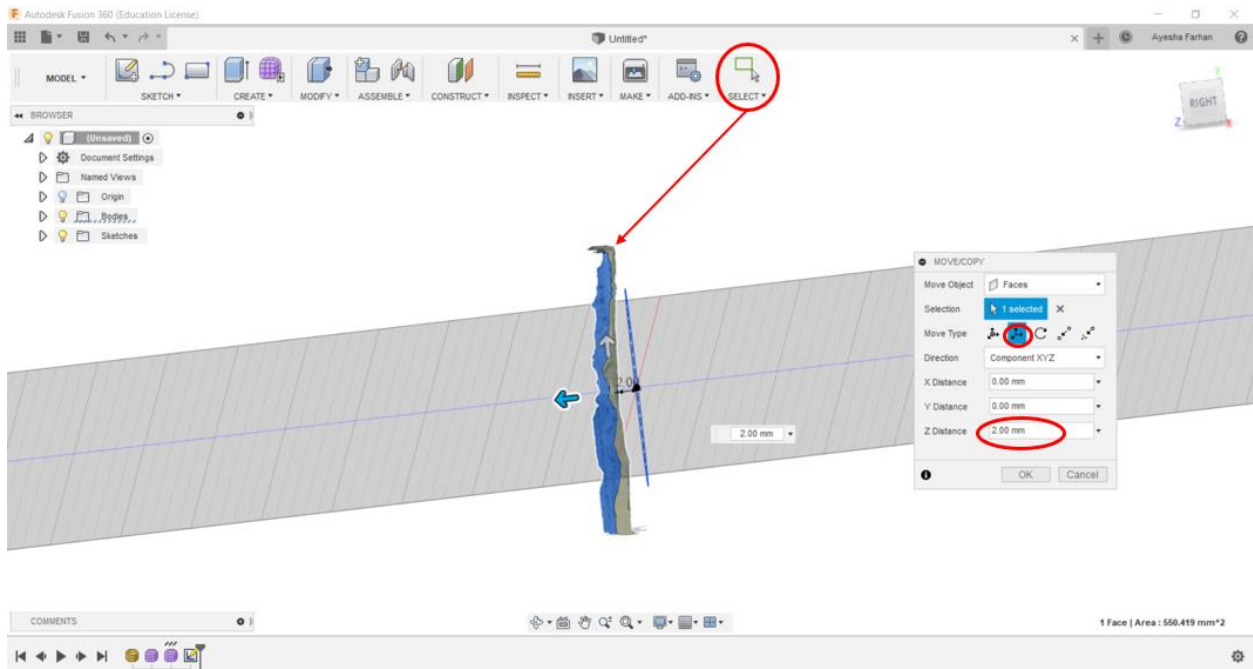 Autodesk Fusion 360 (Education License)
Untitled*
Ayesha Farhan
MODEL
SKETCH
CREATE
MODIFY
ASSEMBLE
CONSTRUCT
INSPECT
INSERT
MAKE
ADD-INS
SELECT
RIGHT
Y
Z
X
BROWSER
(Unsaved)
Document Settings
Named Views
Origin
Bodies
Sketches
2.00
2.00 mm
MOVE/COPY
Move Object Faces
Selection 1 selected
Move Type
Direction Component XYZ
X Distance 0.00 mm
Y Distance 0.00 mm
Z Distance 2.00 mm
OK Cancel
COMMENTS
1 Face | Area : 550.419 mm^2